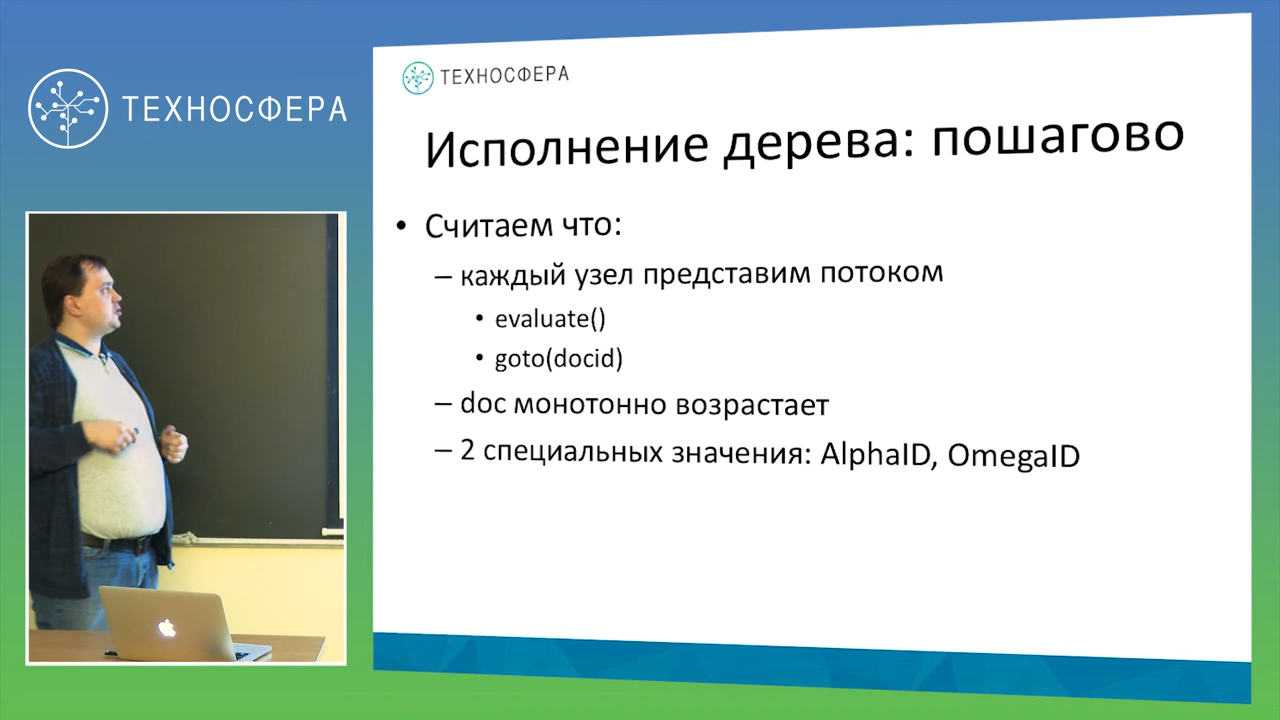 ТЕХНОСФЕРА
ТЕХНОСФЕРА
Исполнение дерева: пошагово
• Считаем что:
– каждый узел представим потоком
• evaluate()
• goto(docid)
– doc монотонно возрастает
– 2 специальных значения: AlphaID, OmegaID